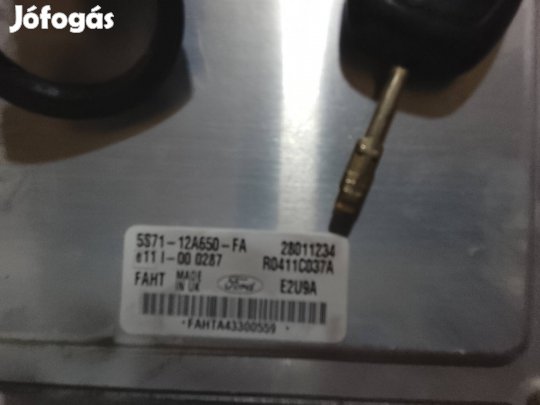 Jófogás
5S71-12A650-FA 28011234
e11 I-00 0287 R0411C037A
FAHT MADE IN UK Ford E2U9A
*FAHTA43300559*